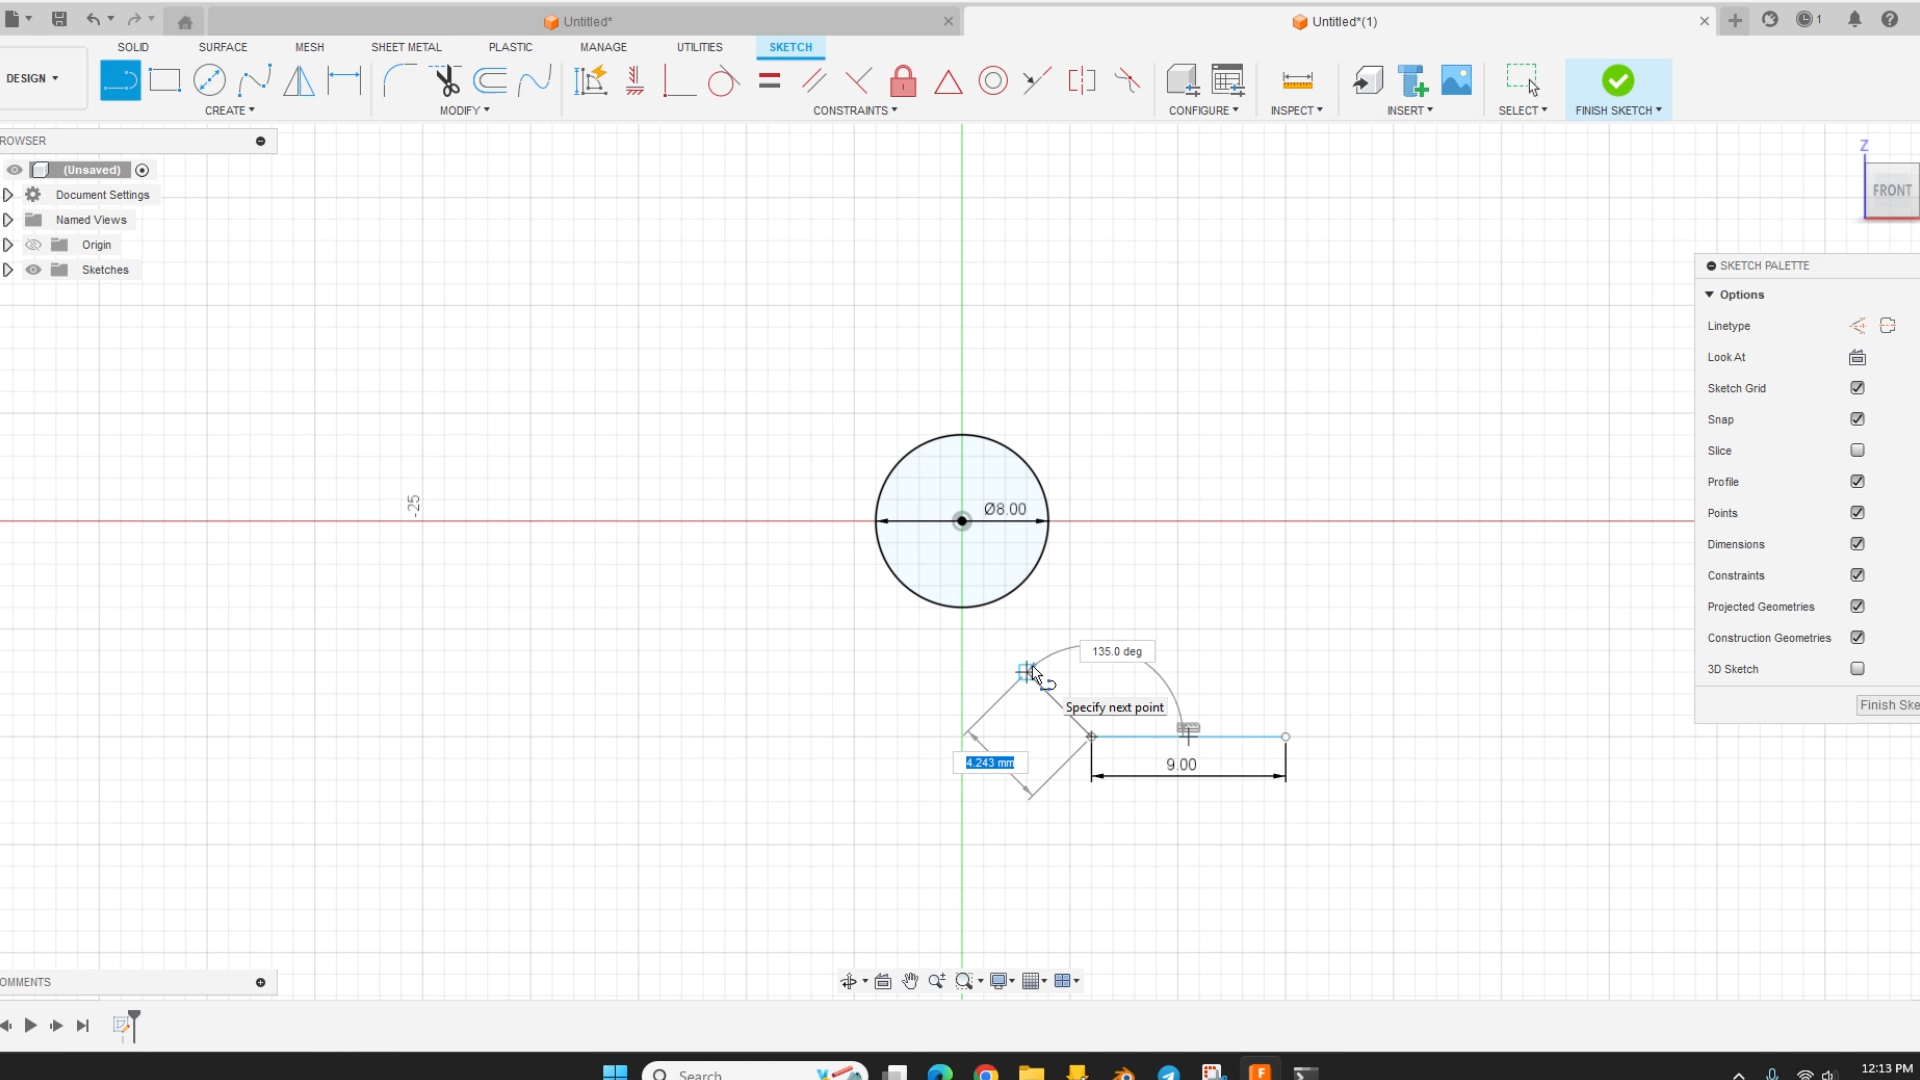 Untitled*
Untitled*(1)
1
SOLID
SURFACE
MESH
SHEET METAL
PLASTIC
MANAGE
UTILITIES
SKETCH
DESIGN
CREATE
MODIFY
CONSTRAINTS
CONFIGURE
INSPECT
INSERT
SELECT
FINISH SKETCH
ROWSER
(Unsaved)
Document Settings
Named Views
Origin
Sketches
Z
FRONT
SKETCH PALETTE
Options
Linetype
Look At
Sketch Grid
Snap
Slice
Profile
Points
Dimensions
Constraints
Projected Geometries
Construction Geometries
3D Sketch
Finish Ske
-25
Ø8.00
135.0 deg
Specify next point
4.243 mm
9.00
OMMENTS
Search
12:13 PM